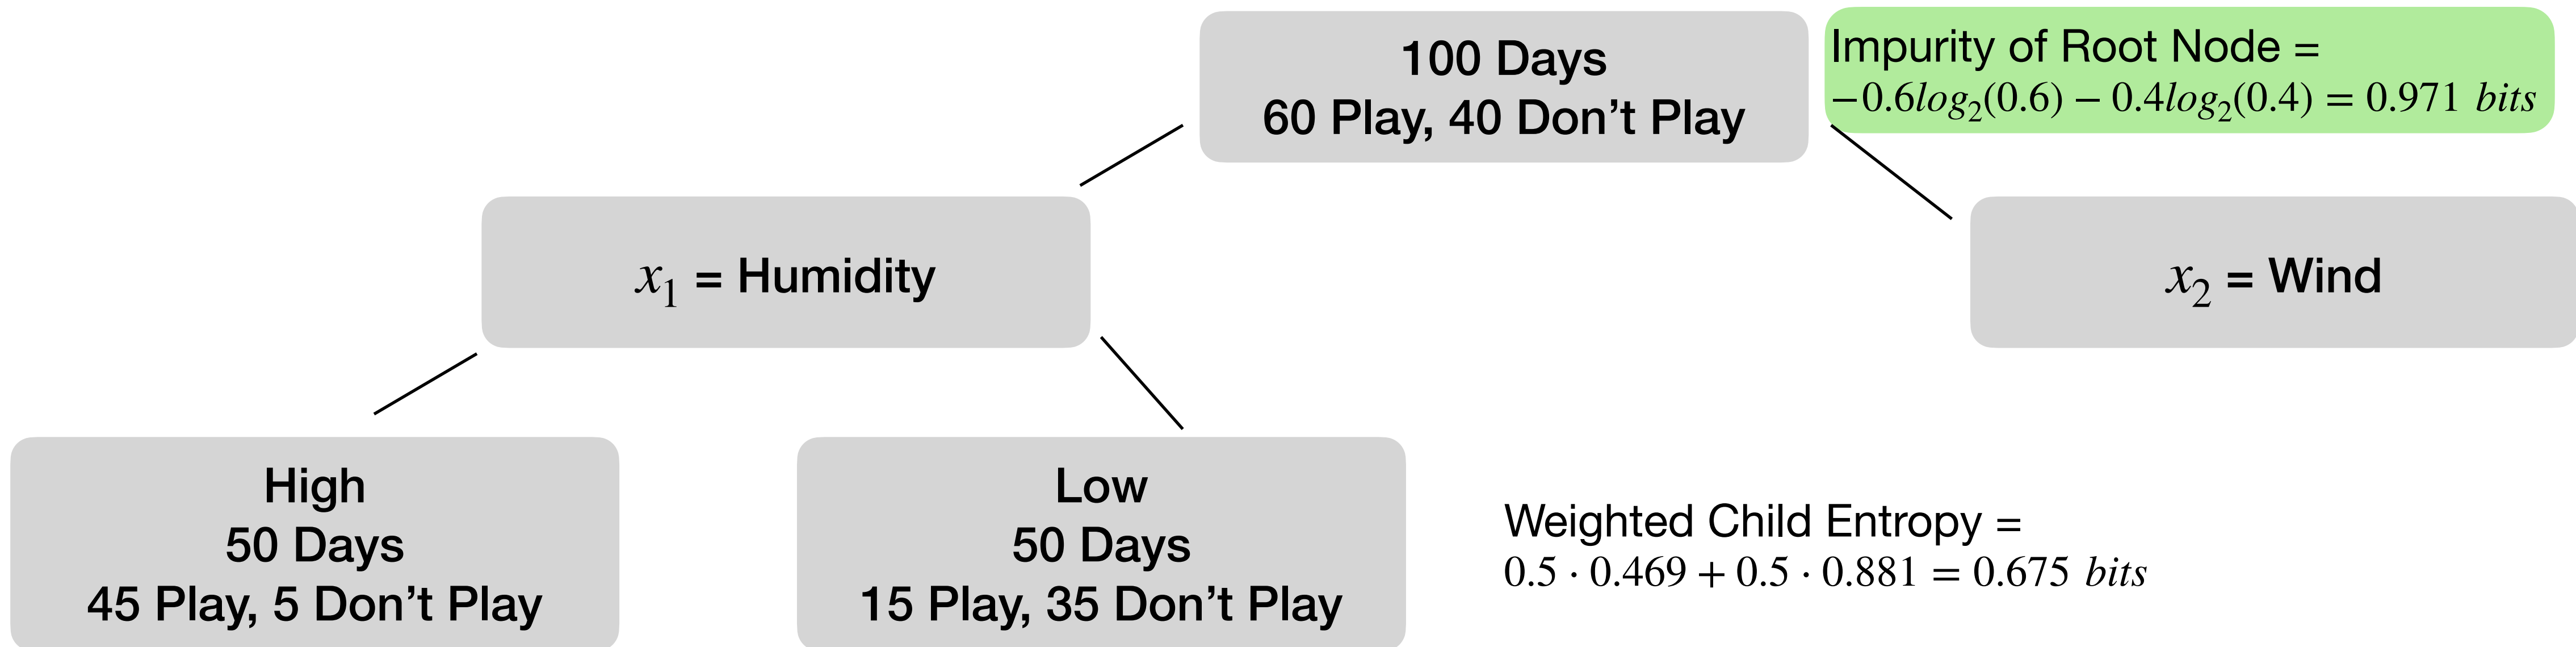 100 Days
60 Play, 40 Don’t Play
Impurity of Root Node =
−0.6log₂(0.6) − 0.4log₂(0.4) = 0.971 bits
x₁ = Humidity
x₂ = Wind
High
50 Days
45 Play, 5 Don’t Play
Low
50 Days
15 Play, 35 Don’t Play
Weighted Child Entropy =
0.5 · 0.469 + 0.5 · 0.881 = 0.675 bits